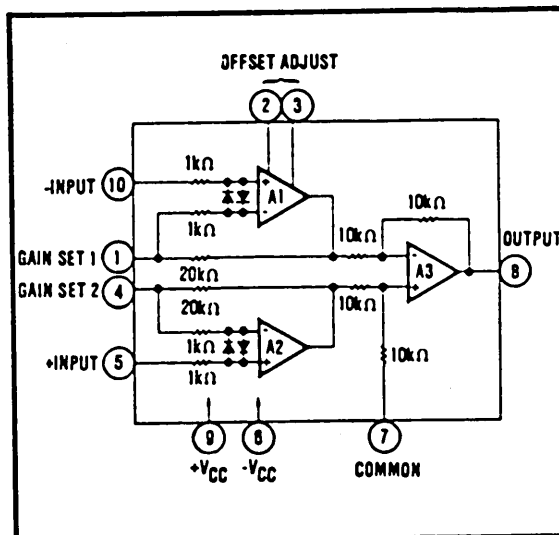 OFFSET ADJUST
2 3
1kΩ
-INPUT 10
+ A1
-
1kΩ
10kΩ
10kΩ
OUTPUT
GAIN SET 1 1
20kΩ
- A3
+
8
GAIN SET 2 4
20kΩ
10kΩ
1kΩ
- A2
+
10kΩ
+INPUT 5
1kΩ
9 6 7
+VCC -VCC COMMON